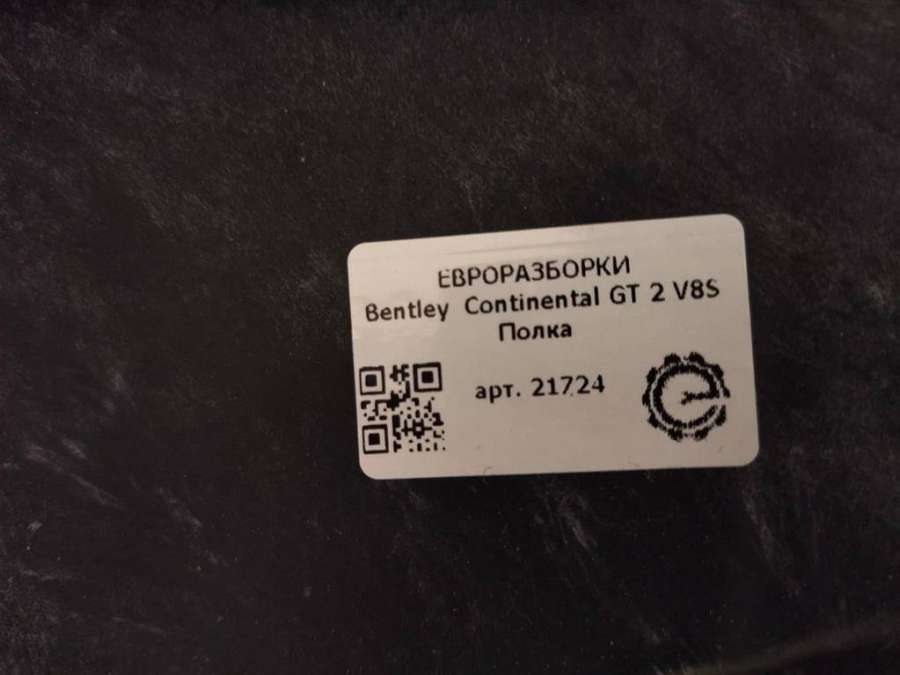 ЕВРОРАЗБОРКИ
Bentley Continental GT 2 V8S
Полка
арт. 21724